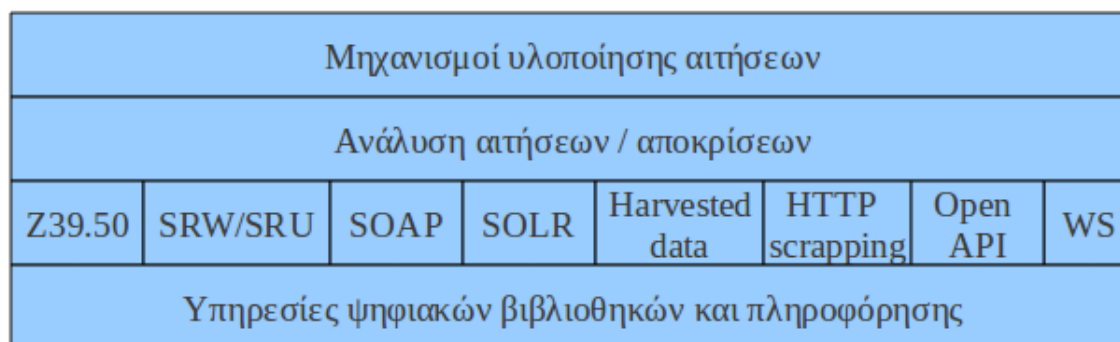 Μηχανισμοί υλοποίησης αιτήσεων
Ανάλυση αιτήσεων / αποκρίσεων
Z39.50
SRW/SRU
SOAP
SOLR
Harvested
data
HTTP
scrapping
Open
API
WS
Υπηρεσίες ψηφιακών βιβλιοθηκών και πληροφόρησης